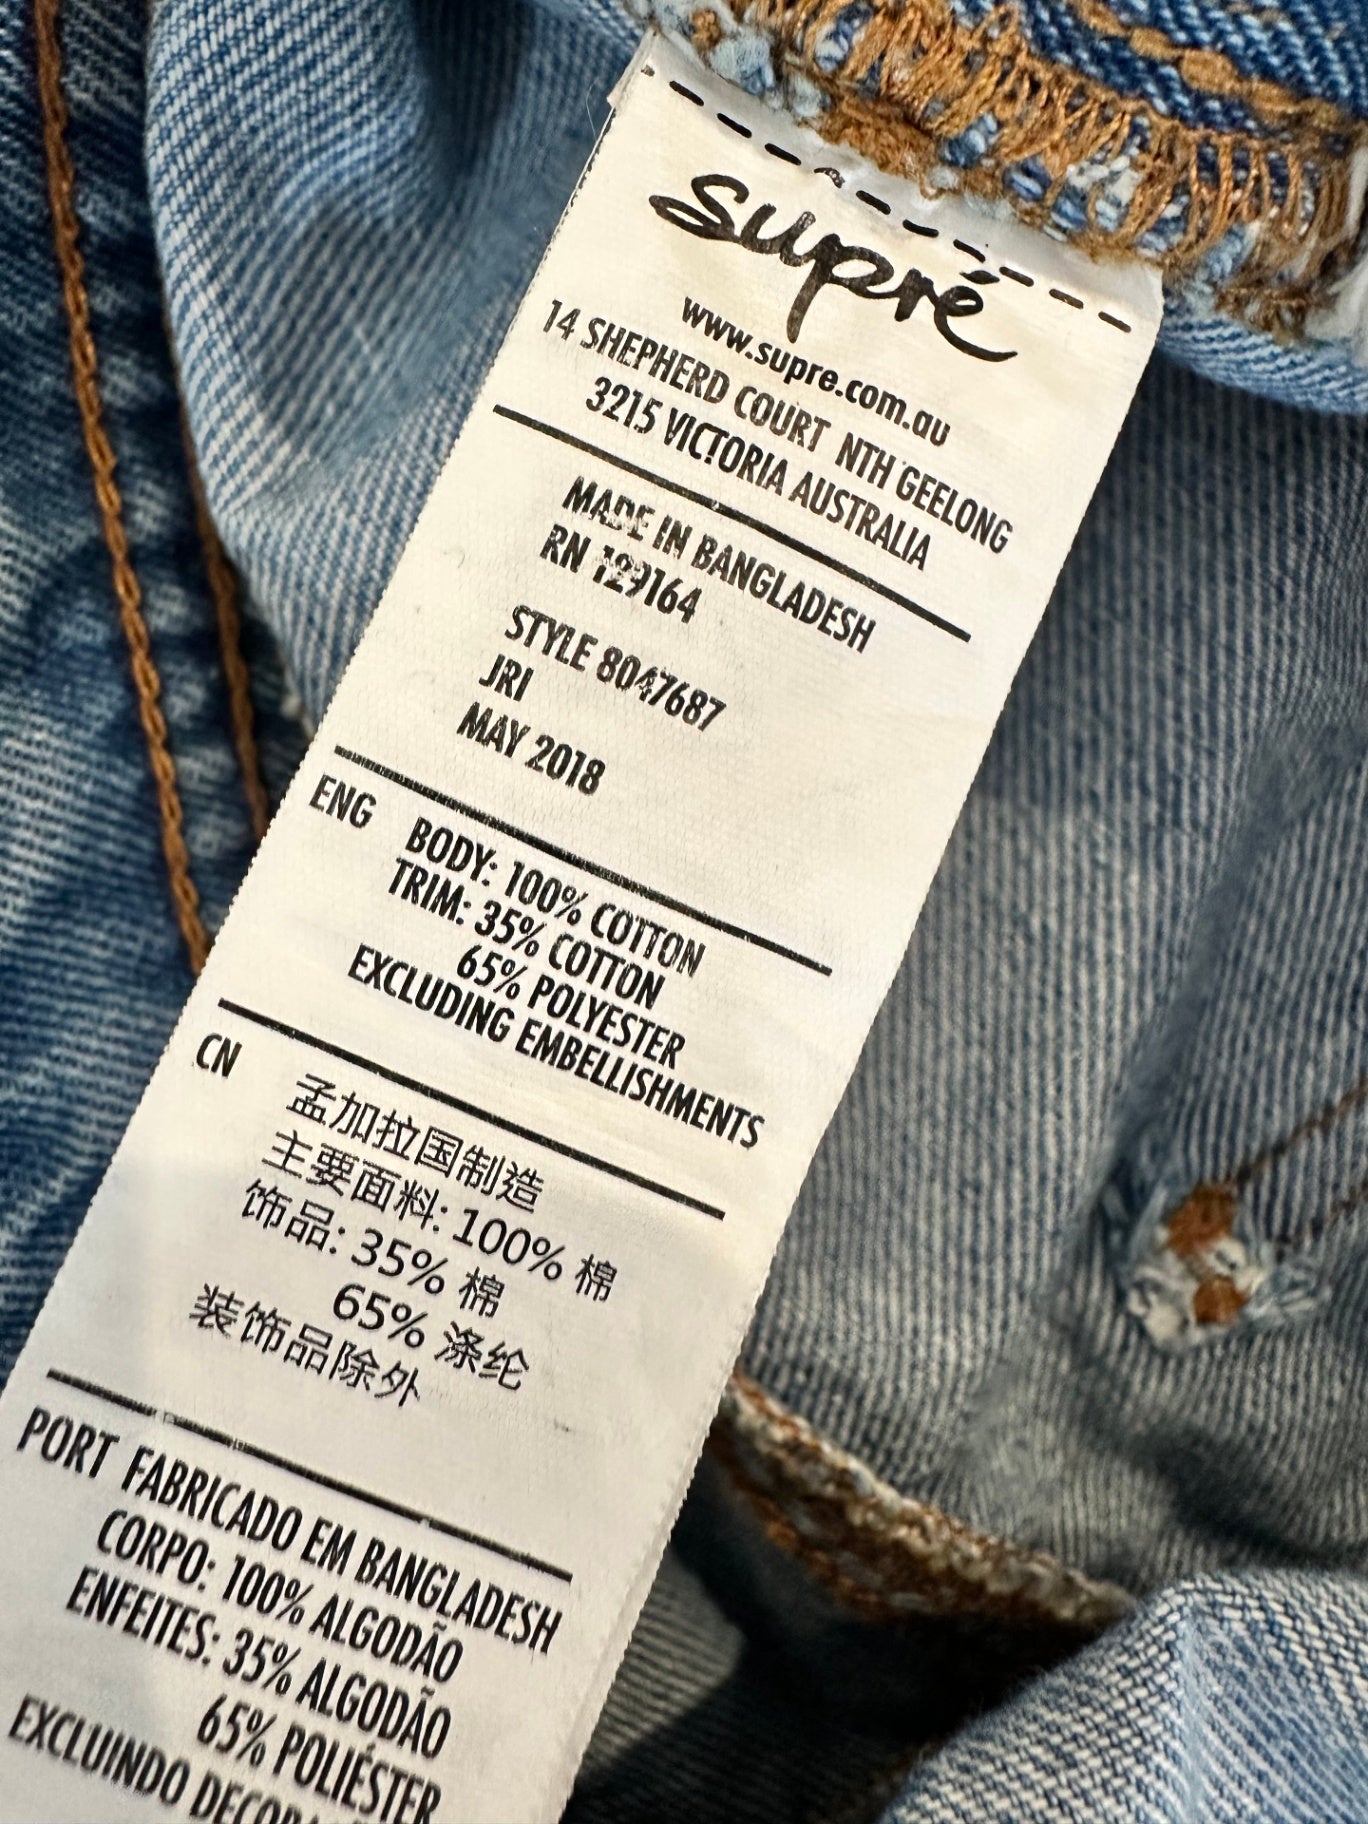 supré
www.supre.com.au
14 SHEPHERD COURT NTH GEELONG
3215 VICTORIA AUSTRALIA
MADE IN BANGLADESH
RN 129164
STYLE 8047687
JRI
MAY 2018
ENG BODY: 100% COTTON
TRIM: 35% COTTON
65% POLYESTER
EXCLUDING EMBELLISHMENTS
CN
孟加拉国制造
主要面料: 100% 棉
饰品: 35% 棉
65% 涤纶
装饰品除外
PORT FABRICADO EM BANGLADESH
CORPO: 100% ALGODÃO
ENFEITES: 35% ALGODÃO
65% POLIÉSTER
EXCLUINDO